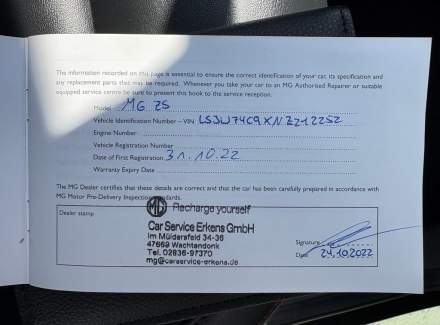 The information recorded on this page is essential to ensure the correct identification of your car, its specification and
any replacement parts that may be required. Whenever you take your car to an MG Authorised Repairer or suitable
equipped service centre be sure to present this book to the service reception.
Model MG ZS
Vehicle Identification Number – VIN LSJW74C9XNZ212252
Engine Number
Vehicle Registration Number
Date of First Registration 31.10.22
Warranty Expiry Date
The MG Dealer certifies that these details are correct and that the car has been carefully prepared in accordance with
MG Motor Pre-Delivery Inspection standards.
Dealer stamp
MG Recharge yourself
Car Service Erkens GmbH
Im Müldersfeld 34-36
47669 Wachtendonk
Tel. 02836-97370
mg@carservice-erkens.de
Signature
Date 24.10.2022